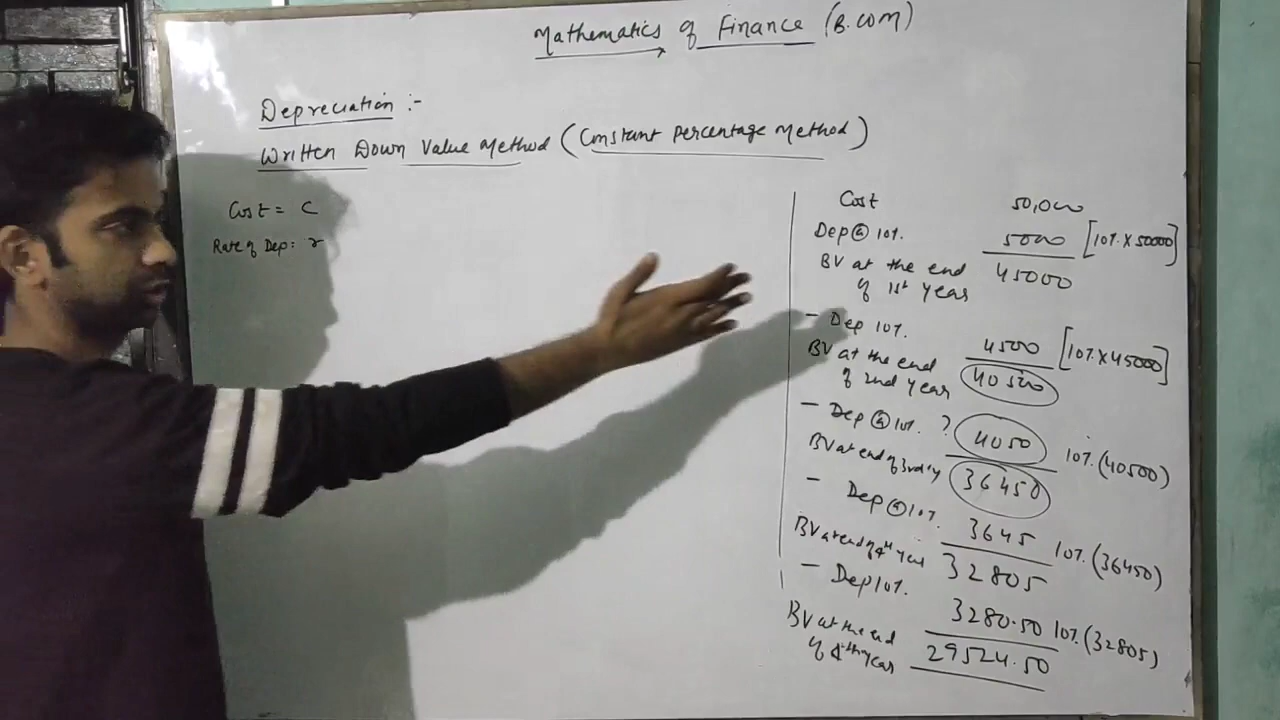 Mathematics of Finance (B.COM)
Depreciation :-
Written Down Value Method (Constant Percentage Method)
Cost = C
Rate of Dep: r
Cost 50,000
Dep @ 10%. 5000 [10% × 50000]
BV at the end of 1st year 45000
- Dep 10%. 4500 [10% × 45000]
BV at the end of 2nd year 40500
- Dep @ 10%. ? 4050 10% (40500)
BV at end of 3rd y 36450
- Dep @ 10%. 3645 10% (36450)
BV at end of 4th year 32805
- Dep 10%. 3280.50 10% (32805)
BV at the end of year 29524.50